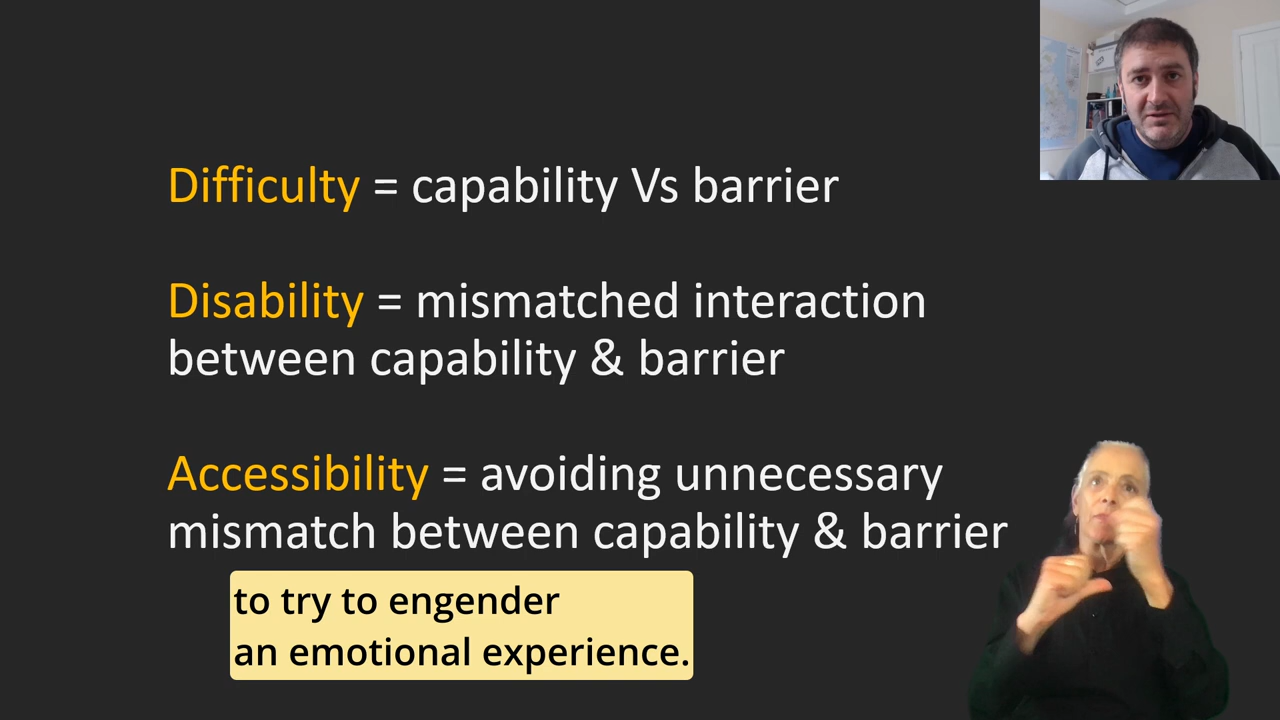 Difficulty = capability Vs barrier
Disability = mismatched interaction
between capability & barrier
Accessibility = avoiding unnecessary
mismatch between capability & barrier
to try to engender
an emotional experience.